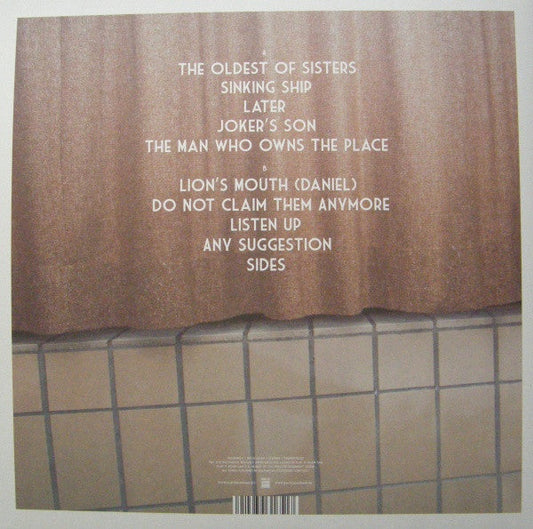 A
THE OLDEST OF SISTERS
SINKING SHIP
LATER
JOKER'S SON
THE MAN WHO OWNS THE PLACE
B
LION'S MOUTH (DANIEL)
DO NOT CLAIM THEM ANYMORE
LISTEN UP
ANY SUGGESTION
SIDES